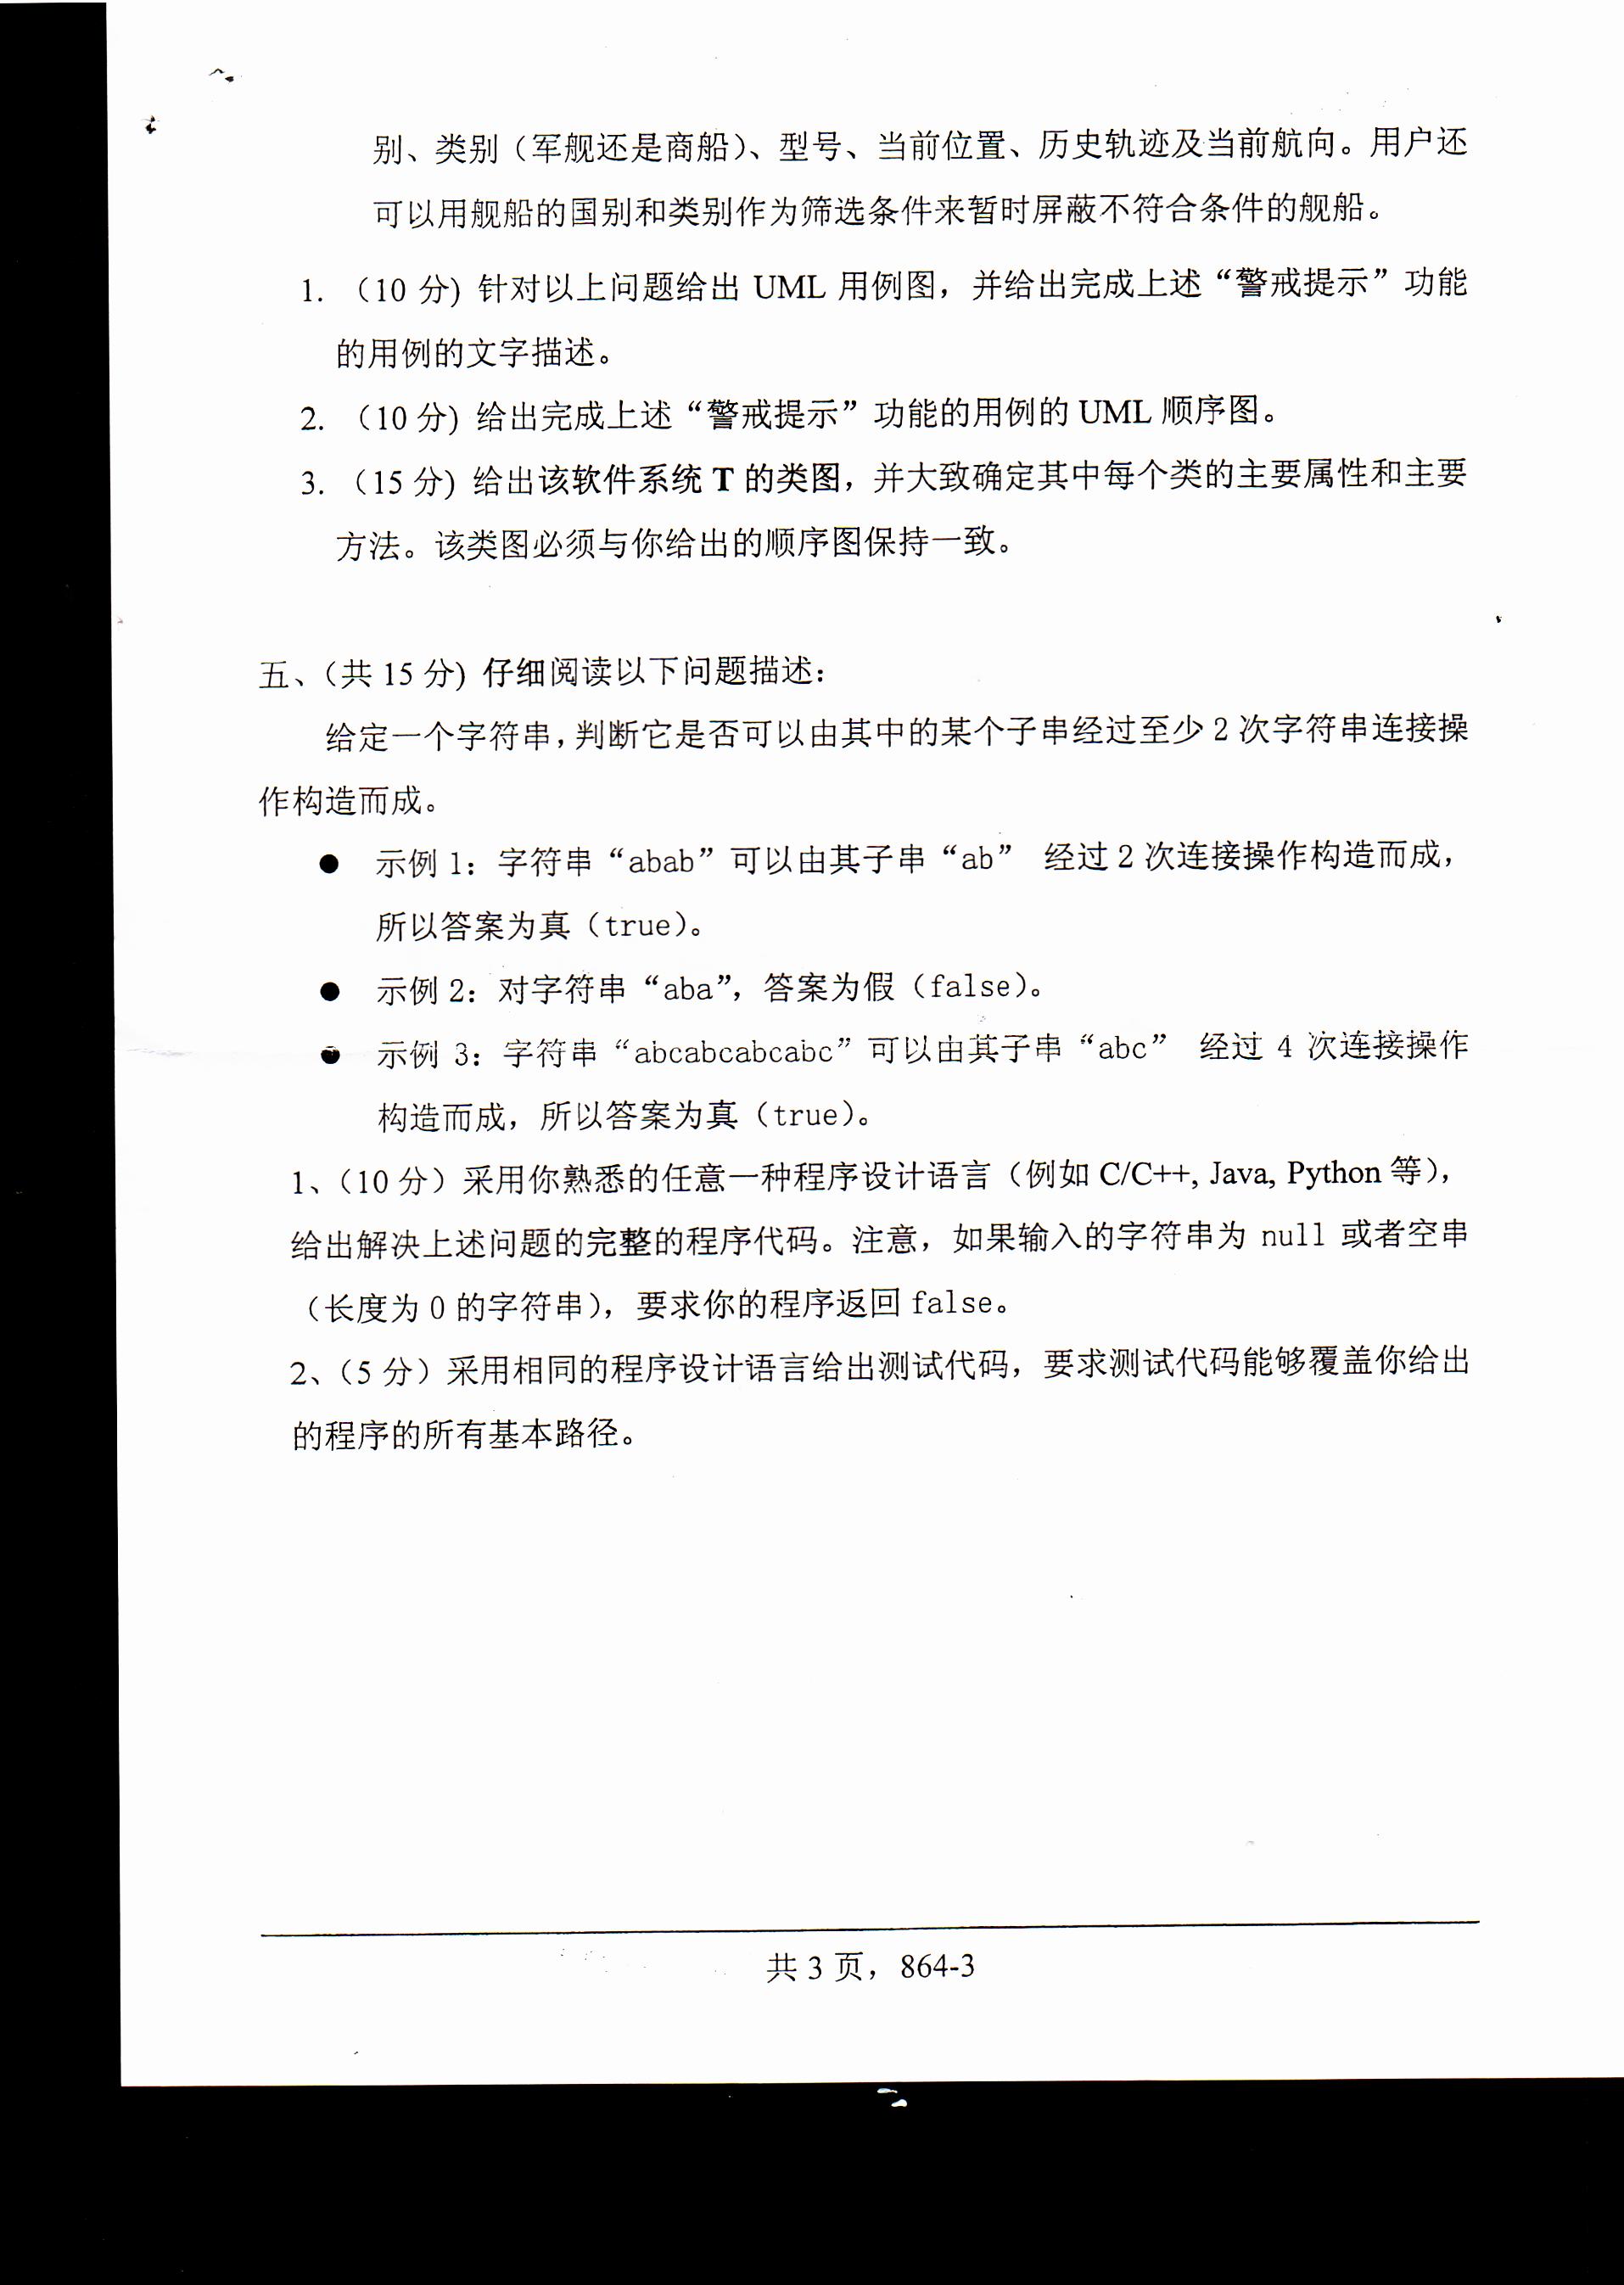 别、类别（军舰还是商船）、型号、当前位置、历史轨迹及当前航向。用户还
可以用舰船的国别和类别作为筛选条件来暂时屏蔽不符合条件的舰船。
1. （10 分) 针对以上问题给出 UML 用例图，并给出完成上述“警戒提示”功能
的用例的文字描述。
2. （10 分) 给出完成上述“警戒提示”功能的用例的 UML 顺序图。
3. （15 分) 给出该软件系统 T 的类图，并大致确定其中每个类的主要属性和主要
方法。该类图必须与你给出的顺序图保持一致。
五、（共 15 分) 仔细阅读以下问题描述：
给定一个字符串，判断它是否可以由其中的某个子串经过至少 2 次字符串连接操
作构造而成。
● 示例 1：字符串“abab”可以由其子串“ab” 经过 2 次连接操作构造而成，
所以答案为真（true）。
● 示例 2：对字符串“aba”，答案为假（false）。
● 示例 3：字符串“abcabcabcabc”可以由其子串“abc” 经过 4 次连接操作
构造而成，所以答案为真（true）。
1、（10 分）采用你熟悉的任意一种程序设计语言（例如 C/C++, Java, Python 等），
给出解决上述问题的完整的程序代码。注意，如果输入的字符串为 null 或者空串
（长度为 0 的字符串），要求你的程序返回 false。
2、（5 分）采用相同的程序设计语言给出测试代码，要求测试代码能够覆盖你给出
的程序的所有基本路径。
共 3 页，864-3